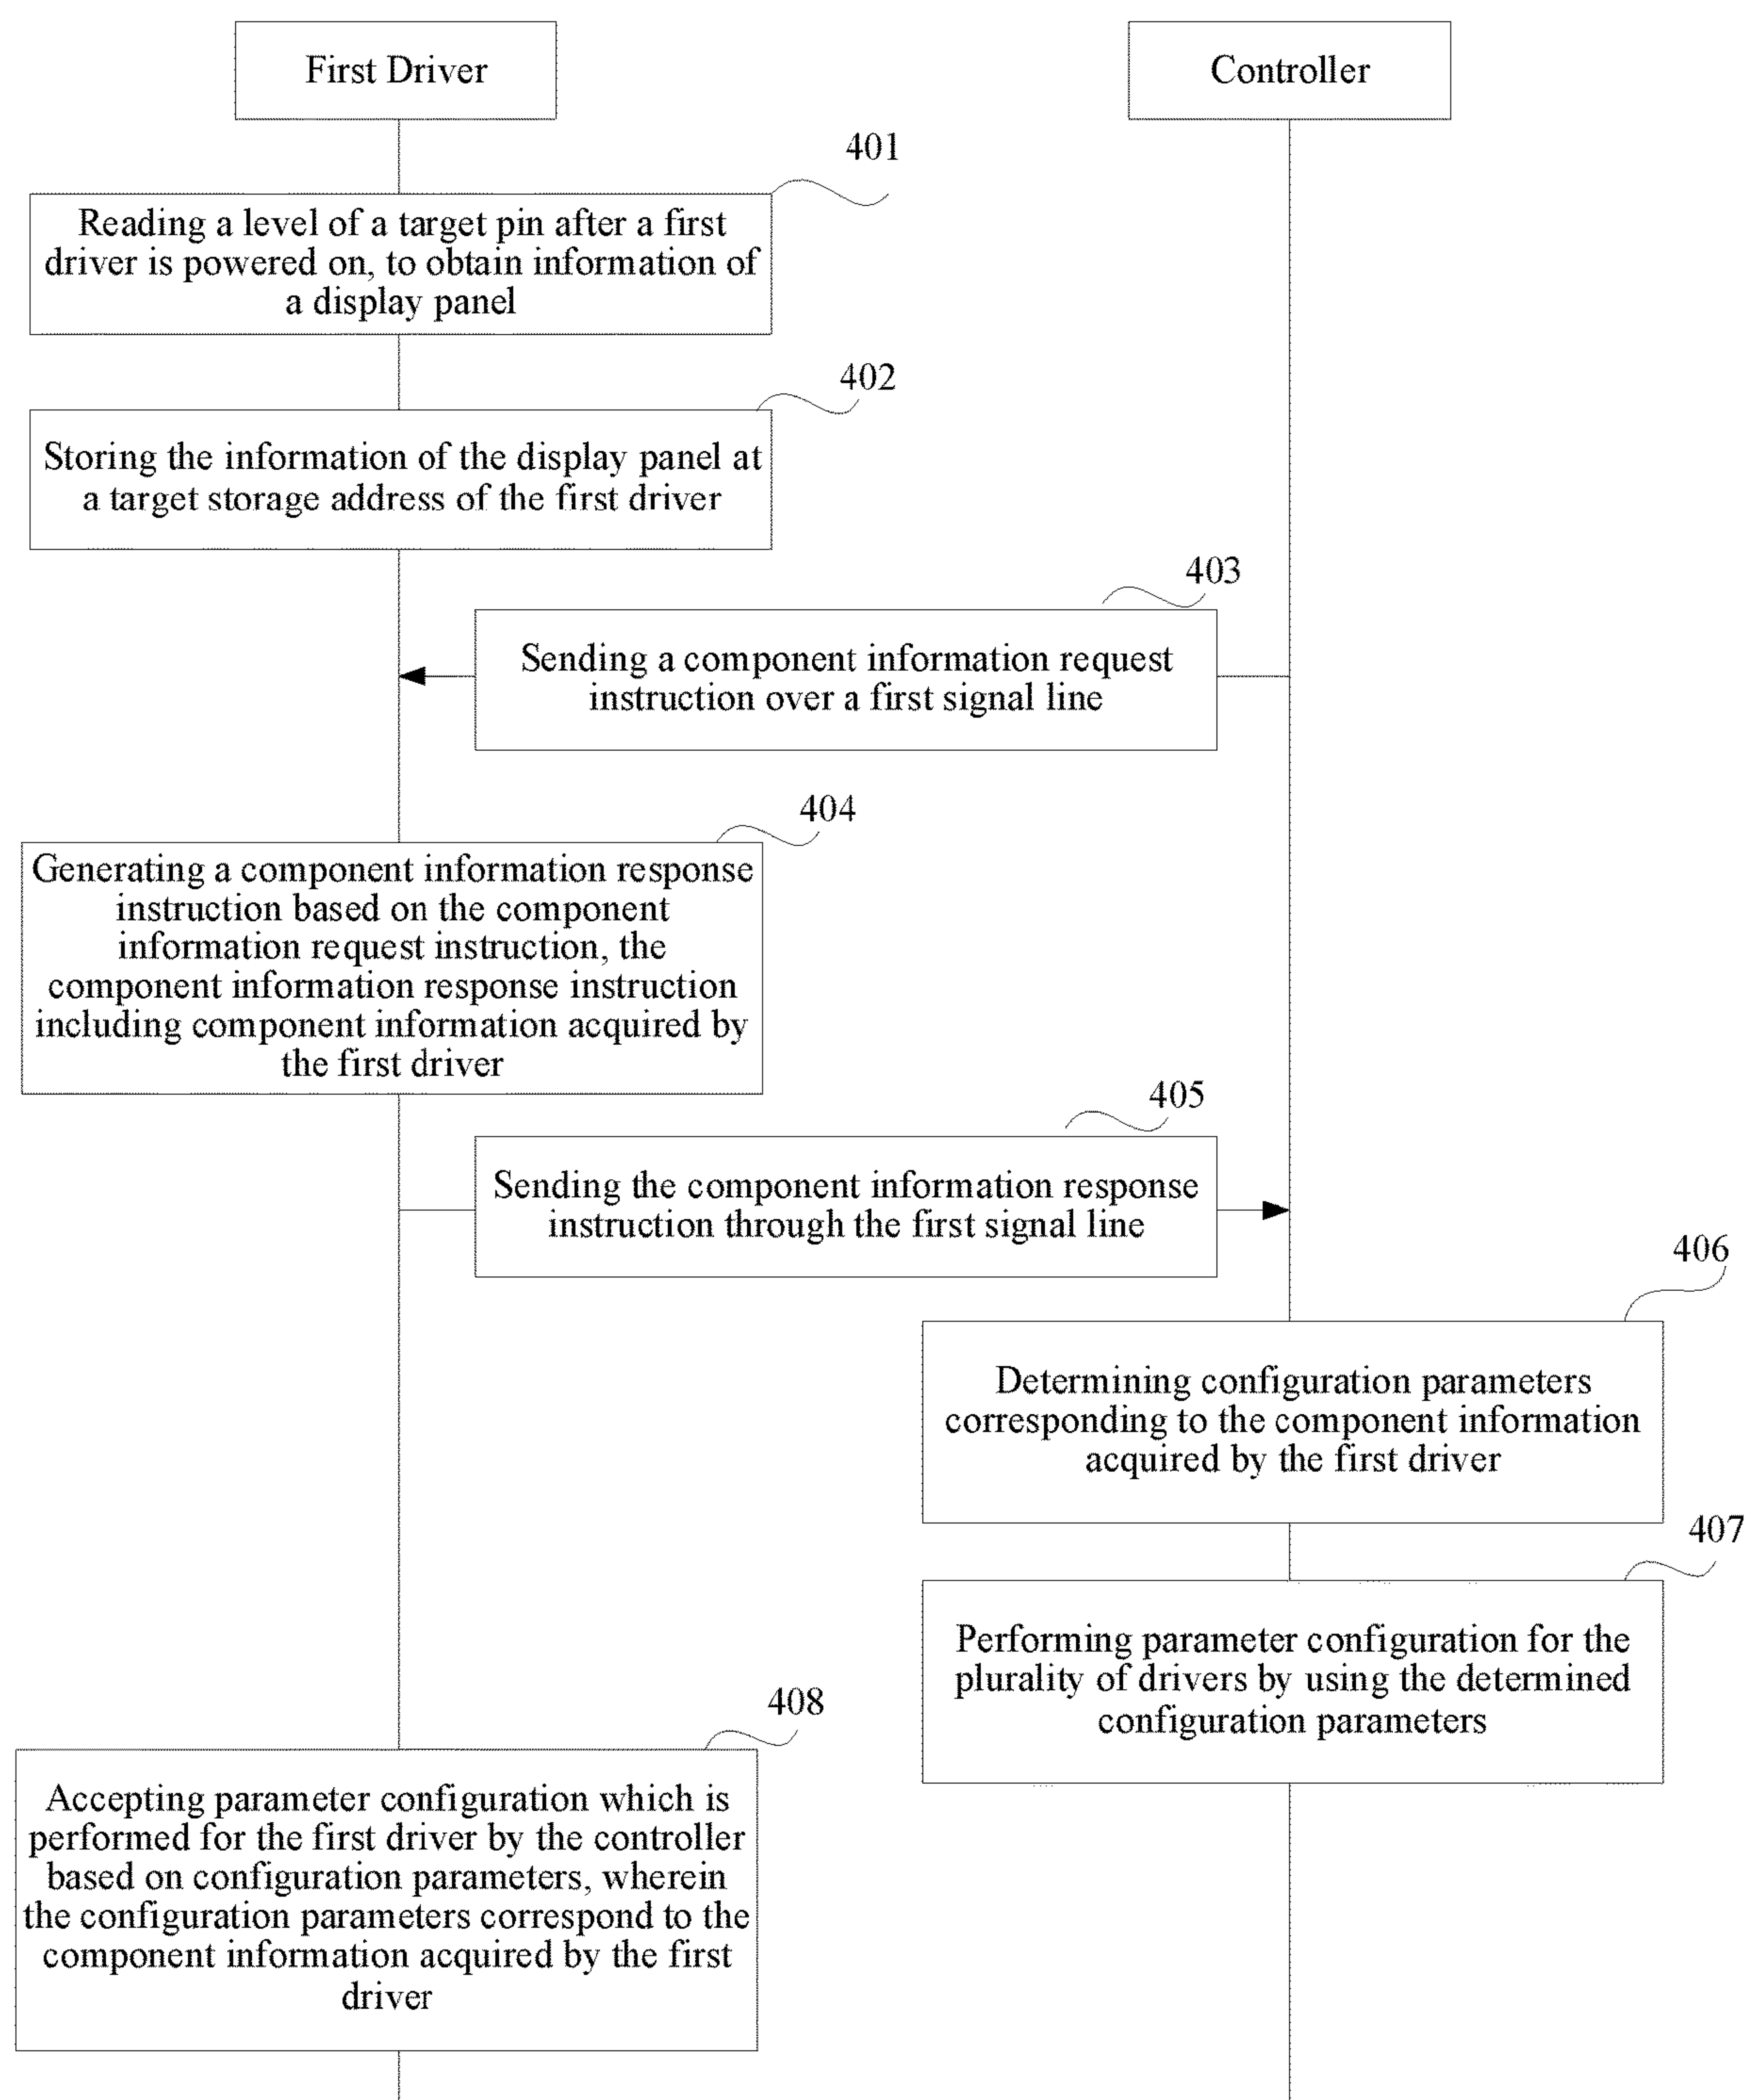 First Driver
Controller
401
Reading a level of a target pin after a first
driver is powered on, to obtain information of
a display panel
402
Storing the information of the display panel at
a target storage address of the first driver
403
Sending a component information request
instruction over a first signal line
404
Generating a component information response
instruction based on the component
information request instruction, the
component information response instruction
including component information acquired by
the first driver
405
Sending the component information response
instruction through the first signal line
406
Determining configuration parameters
corresponding to the component information
acquired by the first driver
407
Performing parameter configuration for the
plurality of drivers by using the determined
configuration parameters
408
Accepting parameter configuration which is
performed for the first driver by the controller
based on configuration parameters, wherein
the configuration parameters correspond to the
component information acquired by the first
driver